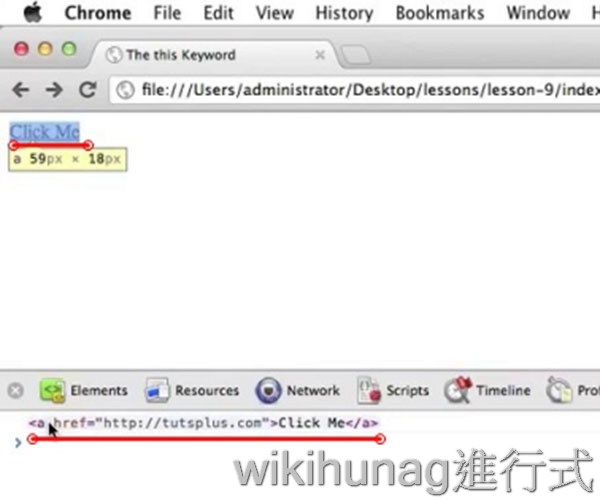 Chrome File Edit View History Bookmarks Window
The this Keyword
file:///Users/administrator/Desktop/lessons/lesson-9/index
Click Me
a 59px × 18px
Elements Resources Network Scripts Timeline
<a href="http://tutsplus.com">Click Me</a>
wikihunag進行式